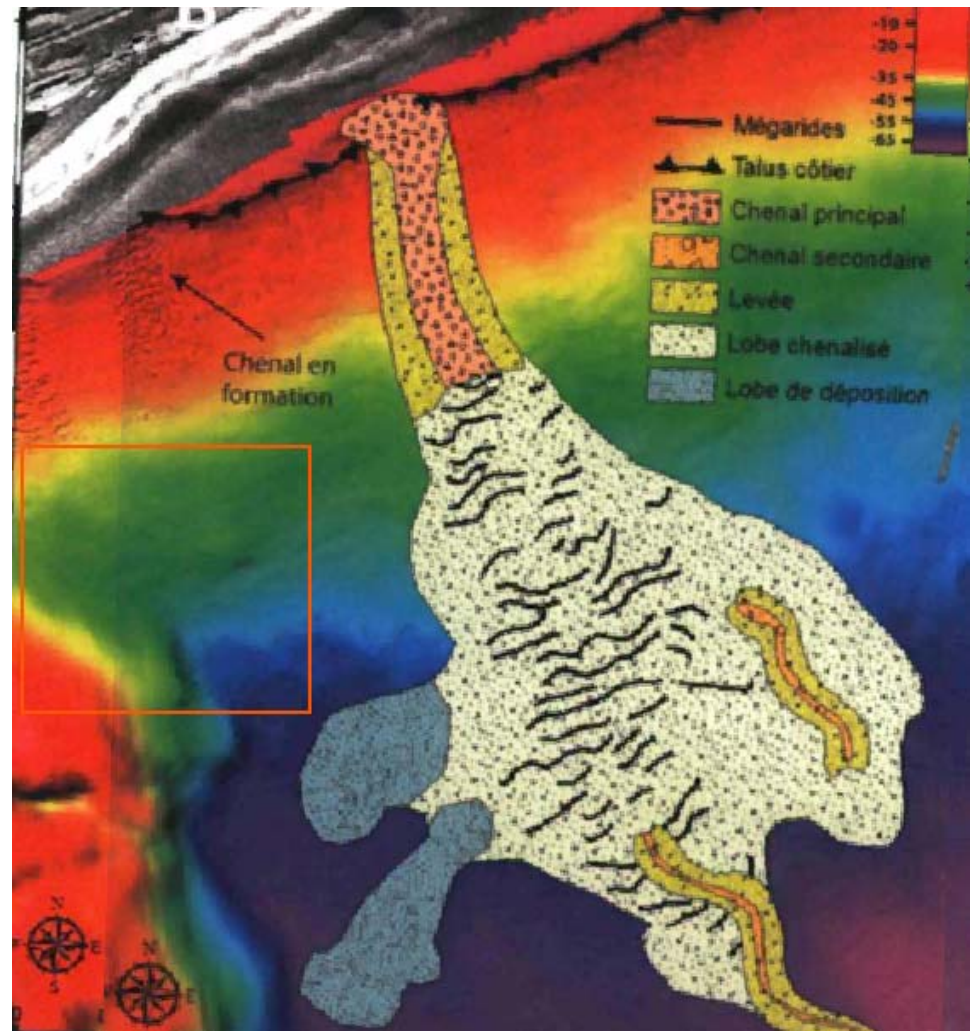 B
-10
-20
-35
-45
-55
-65
Mégarides
Talus côtier
Chenal principal
Chenal secondaire
Levée
Lobe chenalisé
Lobe de déposition
Chenal en
formation
N
E
S
N
E